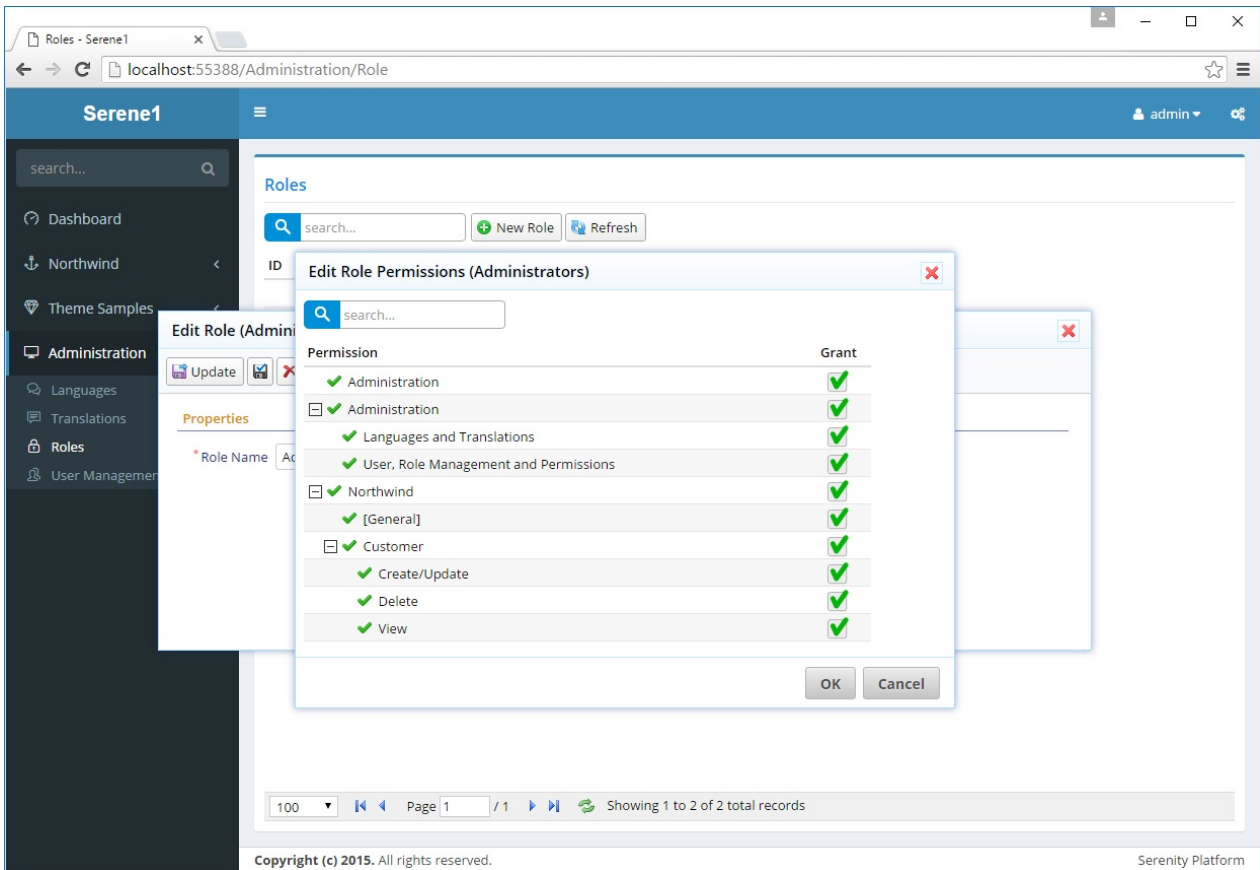 Roles - Serene1
localhost:55388/Administration/Role
Serene1
admin
search...
Dashboard
Northwind
Theme Samples
Administration
Languages
Translations
Roles
User Managemen
Roles
search...
New Role
Refresh
ID
Edit Role (Admini
Update
Properties
*Role Name
Edit Role Permissions (Administrators)
search...
Permission Grant
Administration
Administration
Languages and Translations
User, Role Management and Permissions
Northwind
[General]
Customer
Create/Update
Delete
View
OK Cancel
100 Page 1 / 1 Showing 1 to 2 of 2 total records
Copyright (c) 2015. All rights reserved.
Serenity Platform